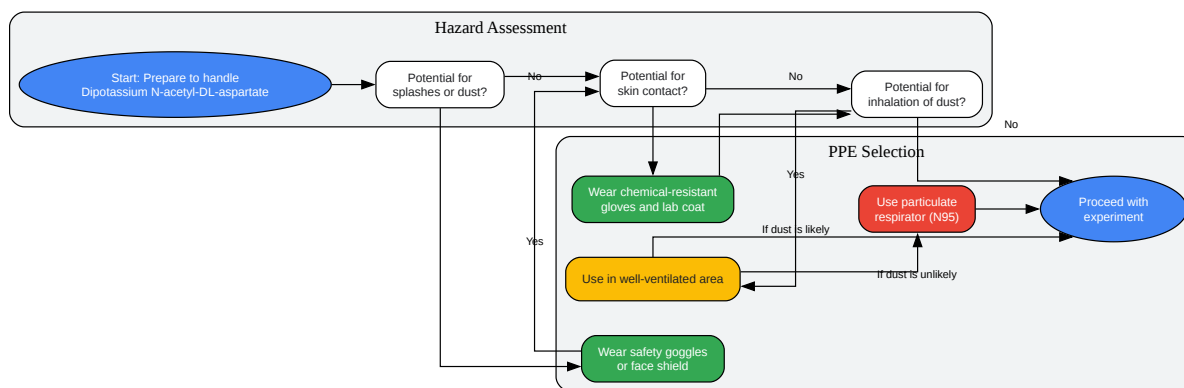 Hazard Assessment
Start: Prepare to handle
Dipotassium N-acetyl-DL-aspartate
Potential for
splashes or dust?
No
Potential for
skin contact?
No
Potential for
inhalation of dust?
No
PPE Selection
Yes
Wear chemical-resistant
gloves and lab coat
Use particulate
respirator (N95)
Proceed with
experiment
If dust is likely
Yes
Use in well-ventilated area
If dust is unlikely
Wear safety goggles
or face shield